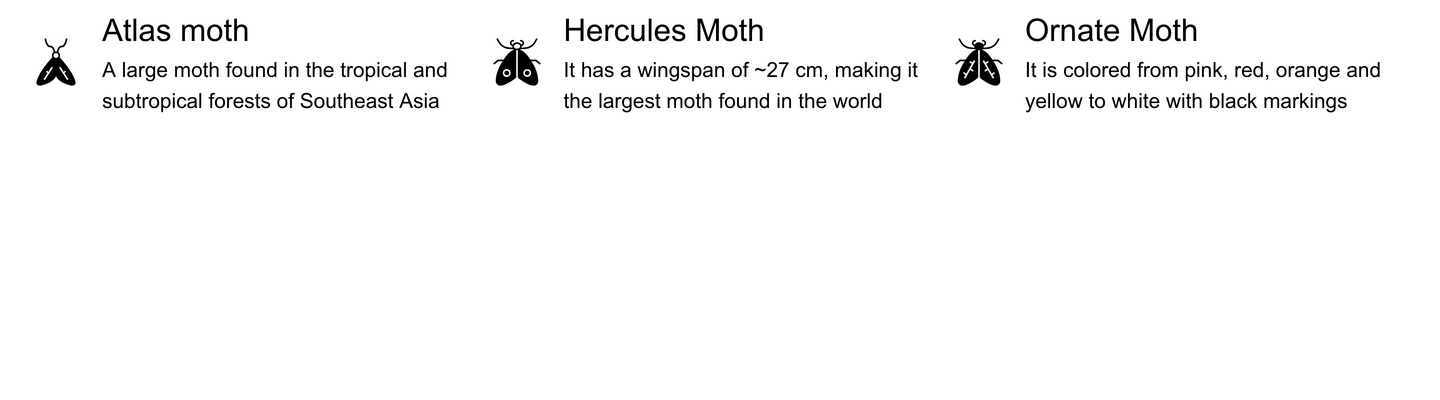 Atlas moth
A large moth found in the tropical and
subtropical forests of Southeast Asia
Hercules Moth
It has a wingspan of ~27 cm, making it
the largest moth found in the world
Ornate Moth
It is colored from pink, red, orange and
yellow to white with black markings